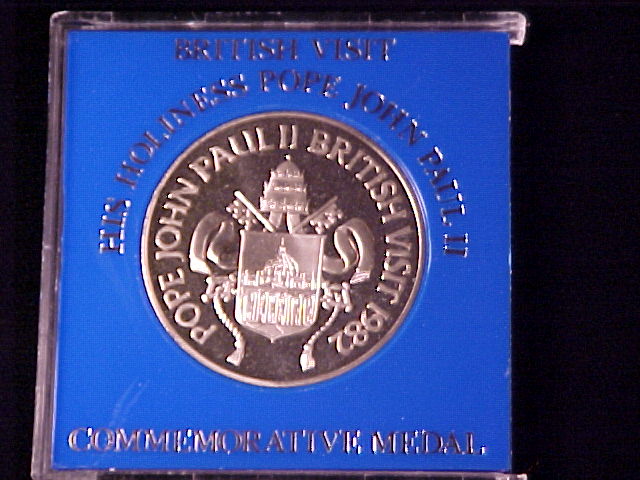 BRITISH VISIT
HIS HOLINESS POPE JOHN PAUL II
POPE JOHN PAUL II BRITISH VISIT 1982
COMMEMORATIVE MEDAL